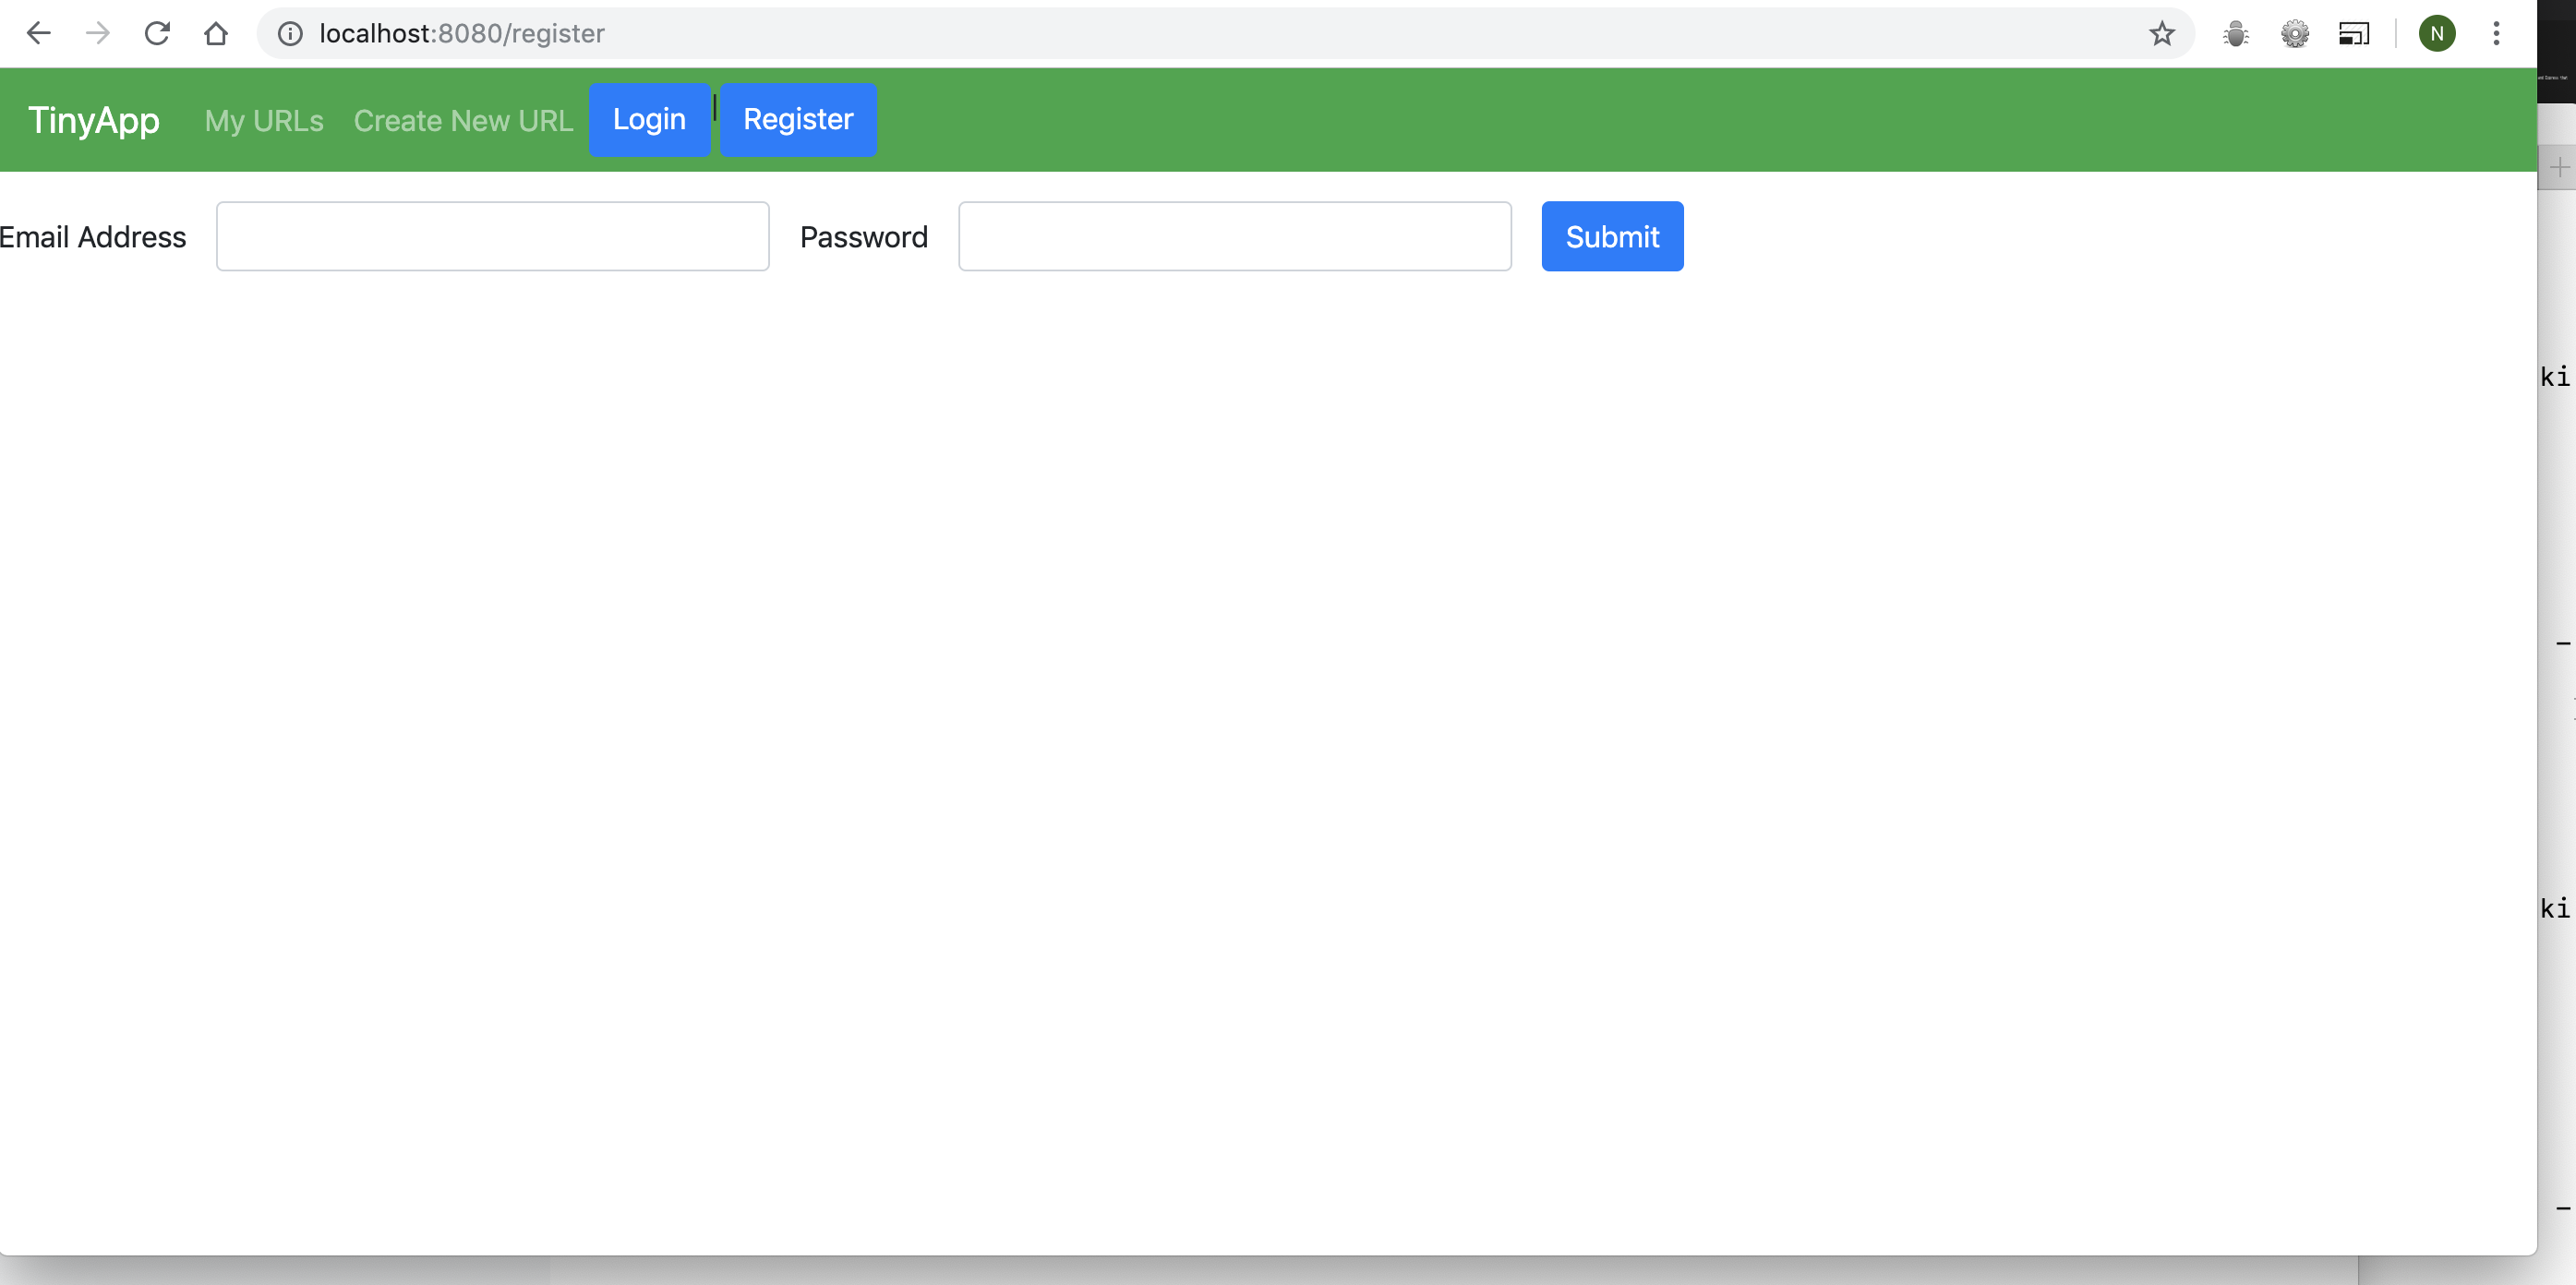 localhost:8080/register
N
TinyApp My URLs Create New URL Login | Register
Email Address Password Submit
ki
ki